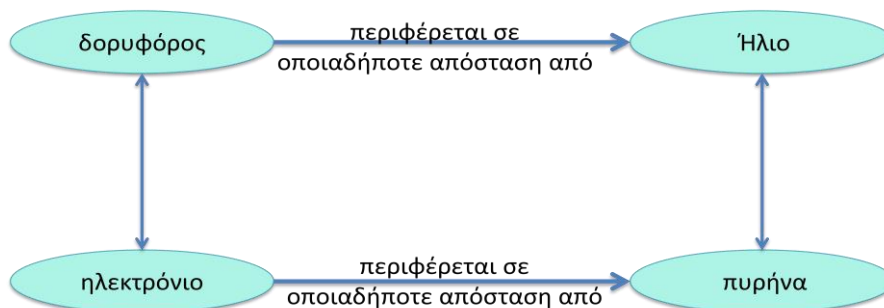 δορυφόρος
περιφέρεται σε
οποιαδήποτε απόσταση από
Ήλιο
ηλεκτρόνιο
περιφέρεται σε
οποιαδήποτε απόσταση από
πυρήνα